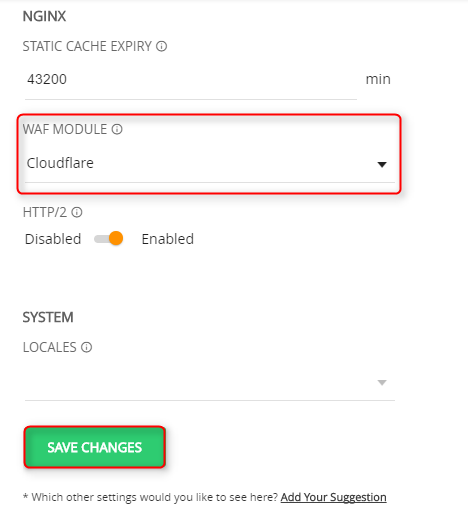 NGINX
STATIC CACHE EXPIRY
43200 min
WAF MODULE
Cloudflare
HTTP/2
Disabled Enabled
SYSTEM
LOCALES
SAVE CHANGES
* Which other settings would you like to see here? Add Your Suggestion